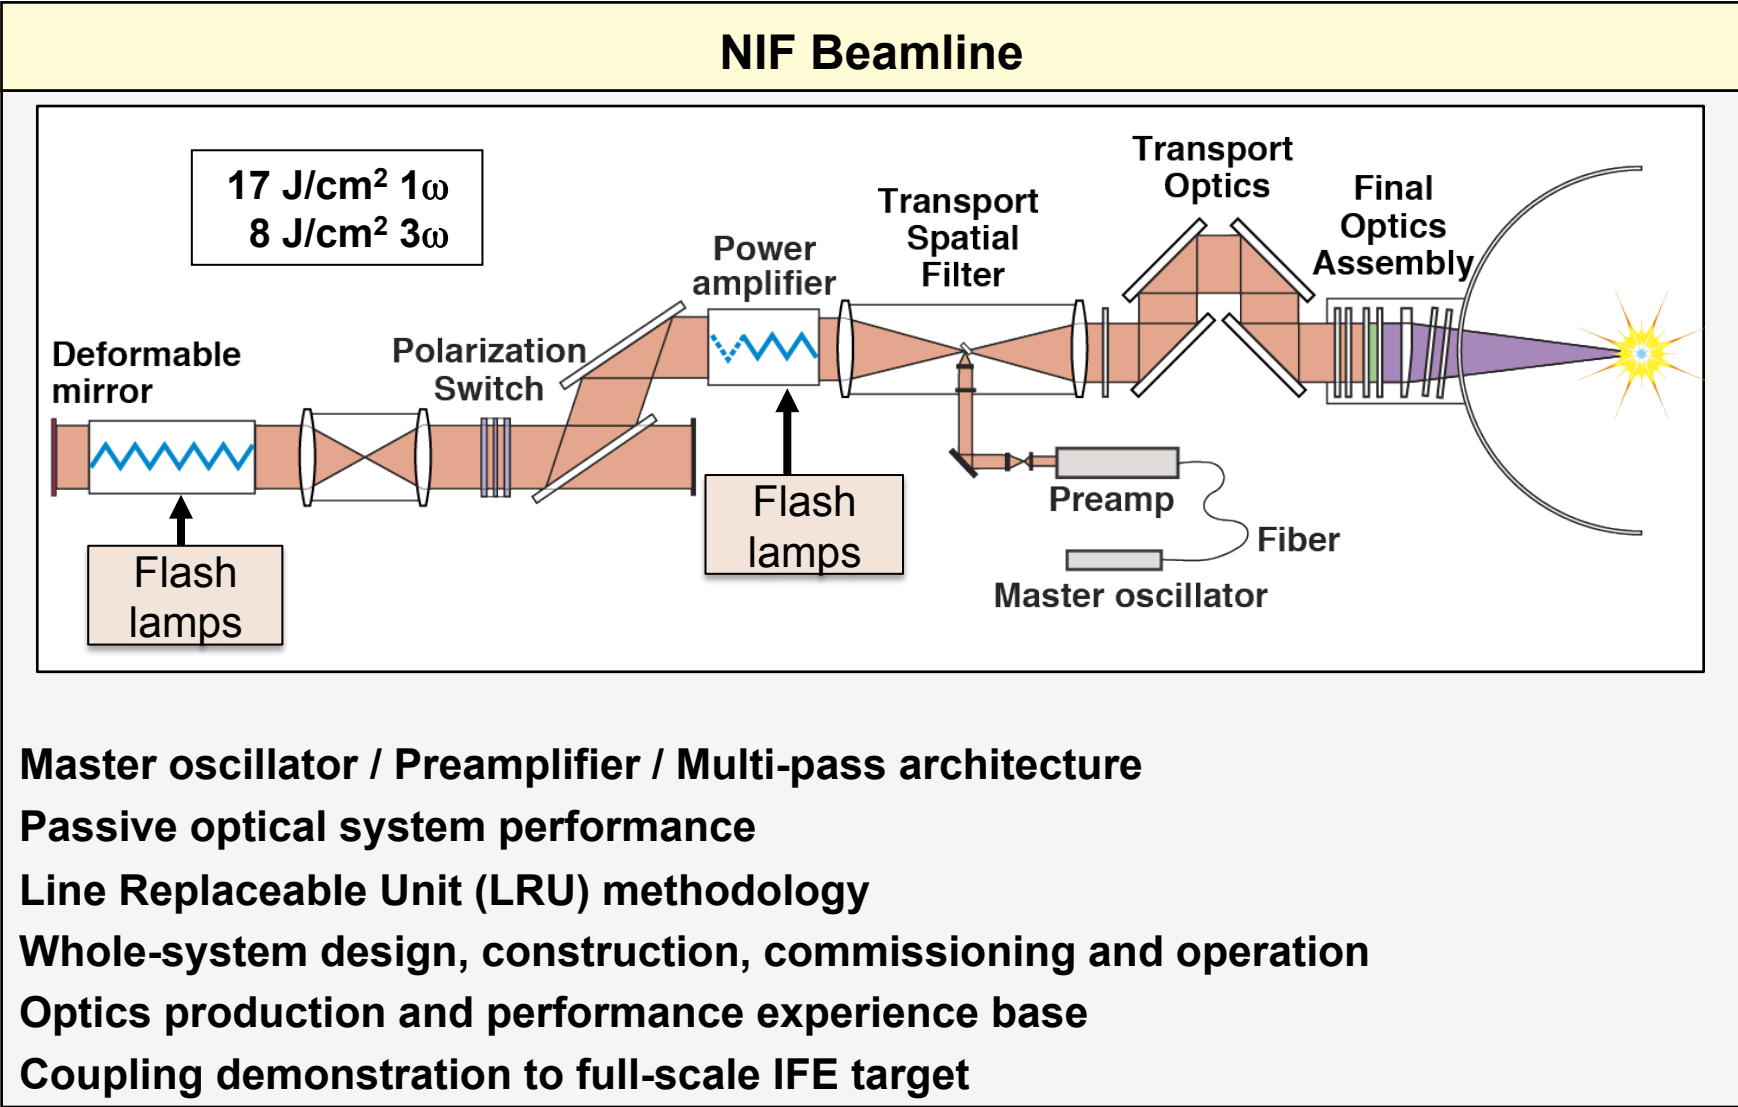 NIF Beamline
17 J/cm² 1ω
8 J/cm² 3ω
Deformable
mirror
Flash
lamps
Polarization
Switch
Power
amplifier
Flash
lamps
Transport
Spatial
Filter
Transport
Optics
Final
Optics
Assembly
Preamp
Fiber
Master oscillator
Master oscillator / Preamplifier / Multi-pass architecture
Passive optical system performance
Line Replaceable Unit (LRU) methodology
Whole-system design, construction, commissioning and operation
Optics production and performance experience base
Coupling demonstration to full-scale IFE target